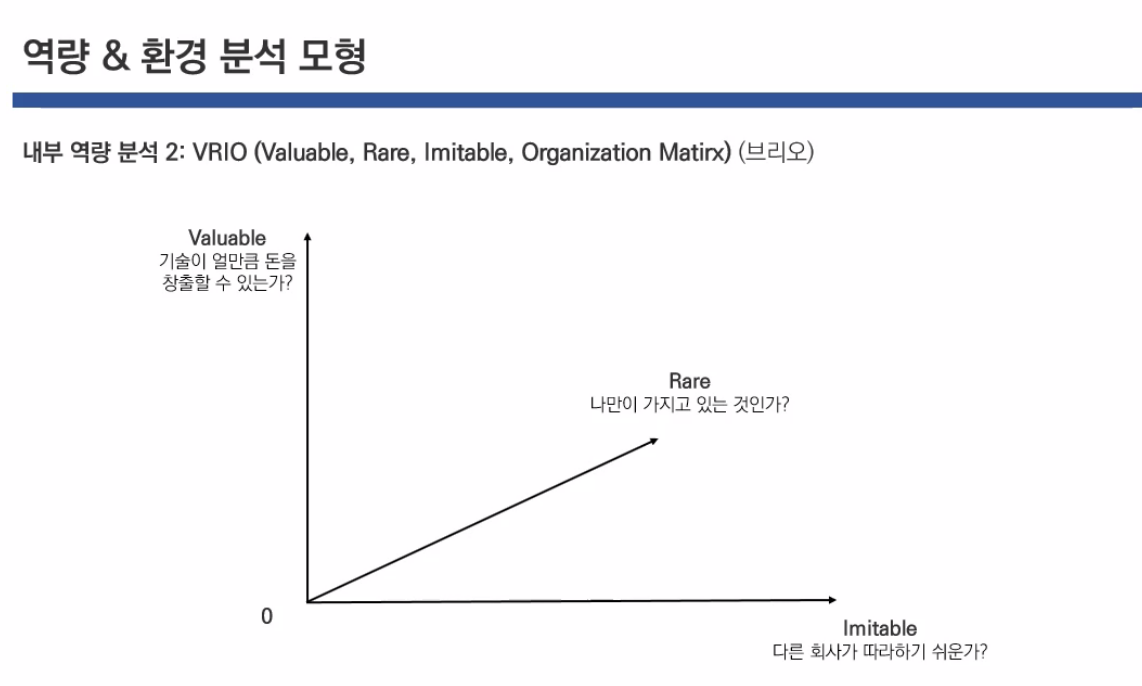 역량 & 환경 분석 모형
내부 역량 분석 2: VRIO (Valuable, Rare, Imitable, Organization Matirx) (브리오)
Valuable
기술이 얼만큼 돈을
창출할 수 있는가?
Rare
나만이 가지고 있는 것인가?
0
Imitable
다른 회사가 따라하기 쉬운가?